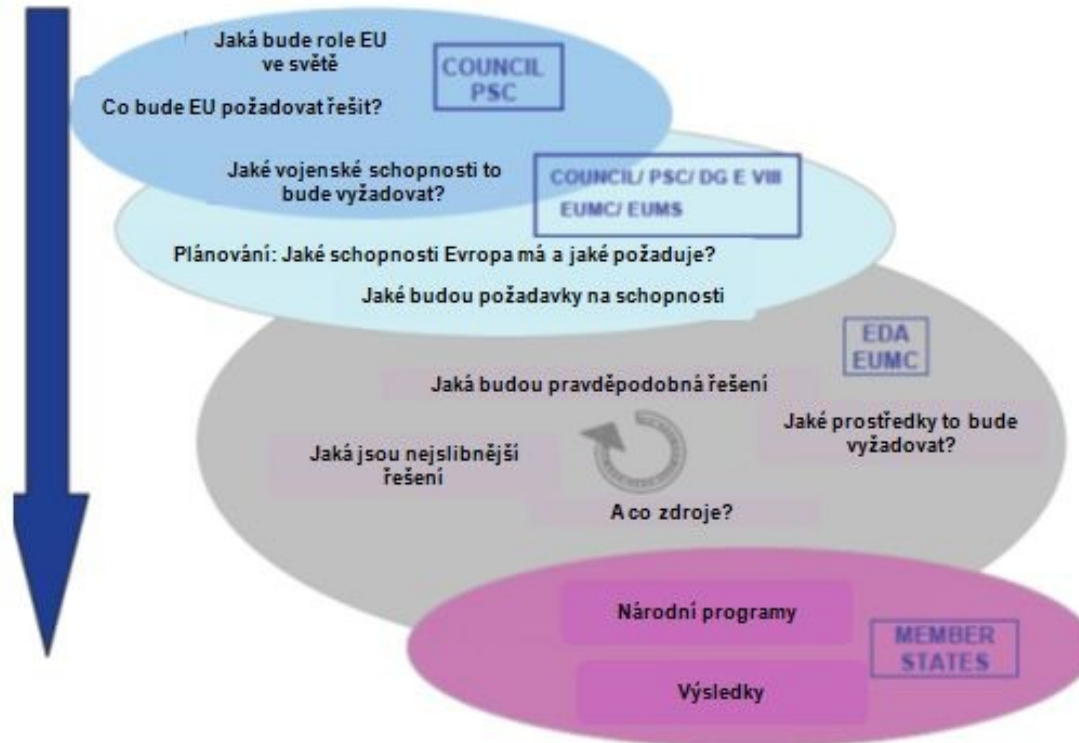 Jaká bude role EU
ve světě
COUNCIL
PSC
Co bude EU požadovat řešit?
Jaké vojenské schopnosti to
bude vyžadovat?
COUNCIL/ PSC/ DG E VIII
EUMC/ EUMS
Plánování: Jaké schopnosti Evropa má a jaké požaduje?
Jaké budou požadavky na schopnosti
EDA
EUMC
Jaká budou pravděpodobná řešení
Jaké prostředky to bude
vyžadovat?
Jaká jsou nejslibnější
řešení
A co zdroje?
Národní programy
MEMBER
STATES
Výsledky